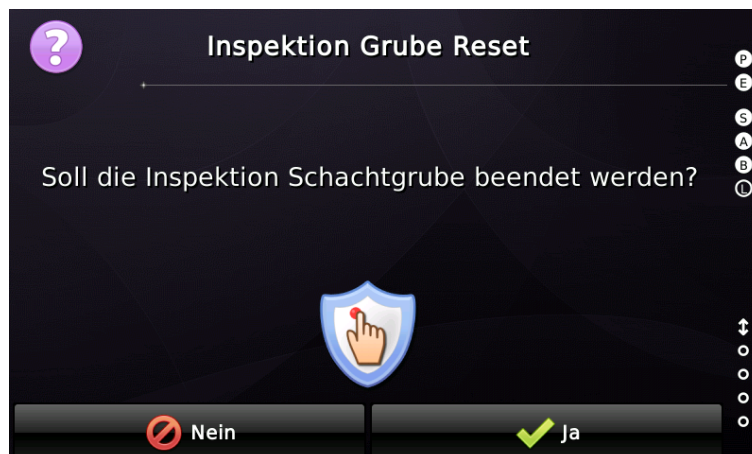 Inspektion Grube Reset
P
E
S
A
B
L
Soll die Inspektion Schachtgrube beendet werden?
Nein
Ja